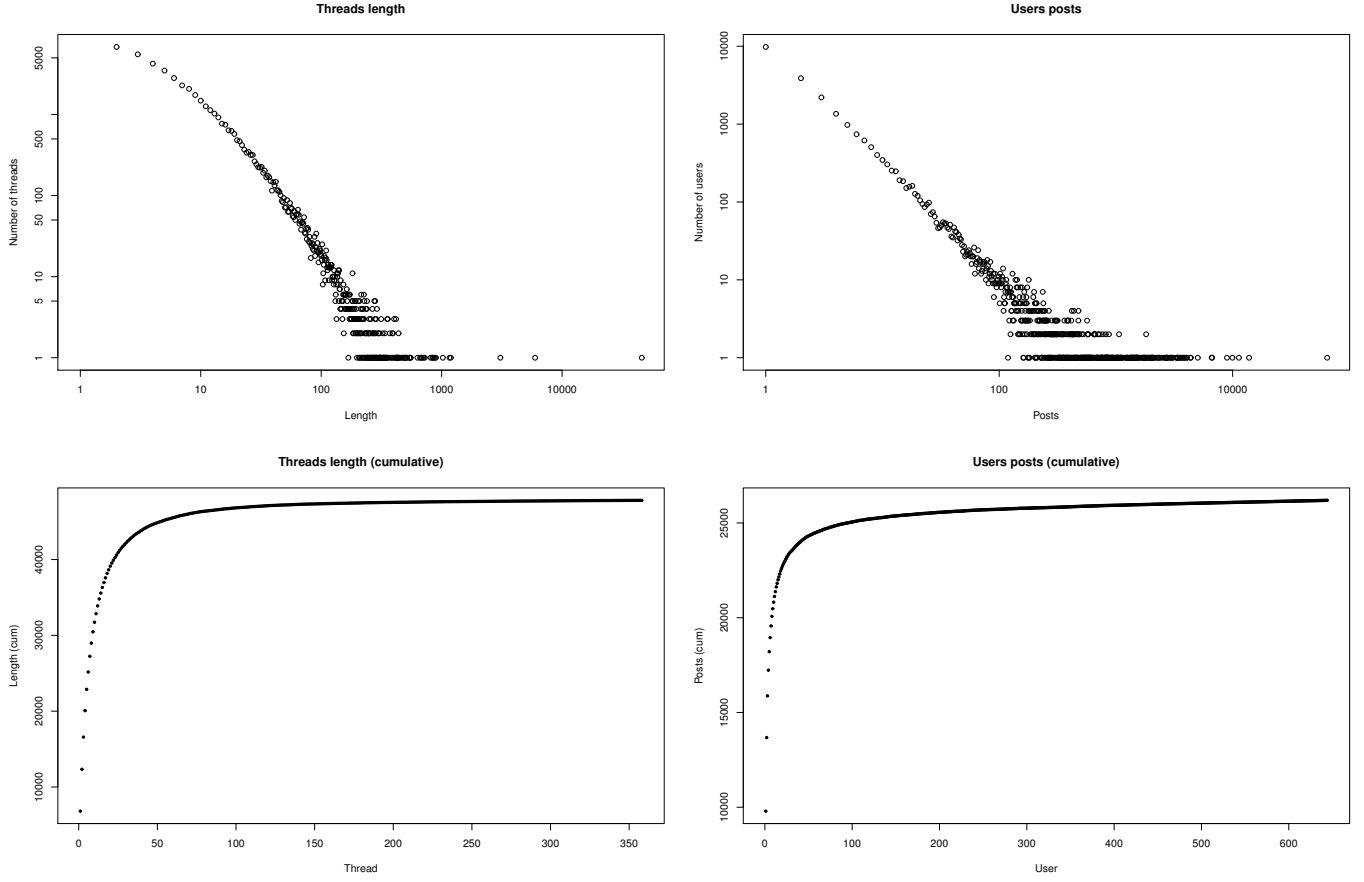 Threads length
Number of threads
5000
500
100
50
10
5
1
1 10 100 1000 10000
Length
Users posts
Number of users
10000
1000
100
10
1
1 100 10000
Posts
Threads length (cumulative)
Length (cum)
40000
30000
20000
10000
0 50 100 150 200 250 300 350
Thread
Users posts (cumulative)
Posts (cum)
25000
20000
15000
10000
0 100 200 300 400 500 600
User